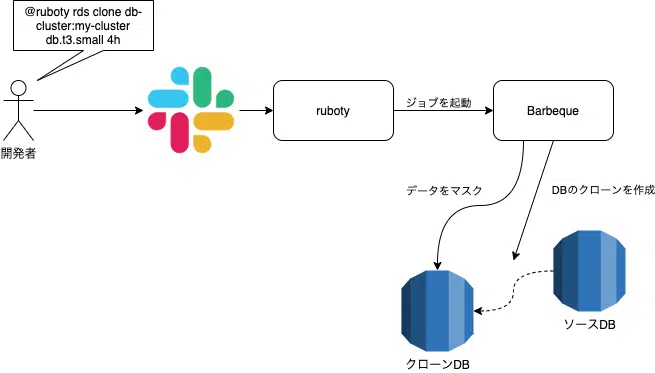 @ruboty rds clone db-
cluster:my-cluster
db.t3.small 4h
開発者
ruboty
ジョブを起動
Barbeque
データをマスク
DBのクローンを作成
ソースDB
クローンDB